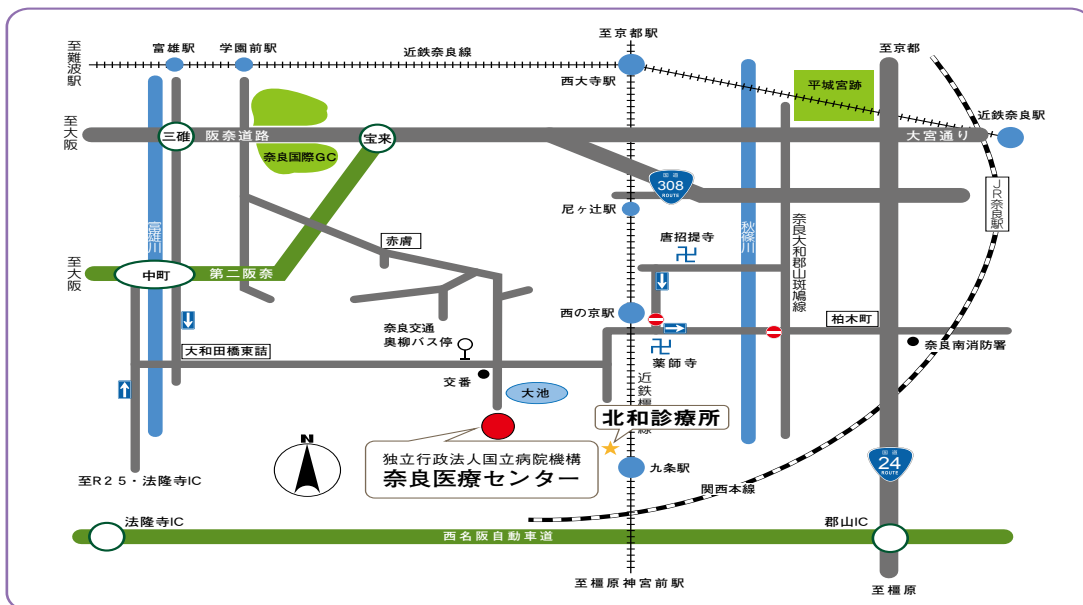 至京都駅
至京都
富雄駅
学園前駅
近鉄奈良線
至難波駅
西大寺駅
平城宮跡
近鉄奈良駅
至大阪
三碓
阪奈道路
宝来
大宮通り
奈良国際GC
国道
308
ROUTE
JR奈良駅
尼ヶ辻駅
富雄川
赤膚
秋篠川
奈良大和郡山斑鳩線
唐招提寺
至大阪
中町
第二阪奈
西の京駅
柏木町
奈良交通
奥柳バス停
奈良南消防署
大和田橋東詰
薬師寺
交番
大池
近鉄橿
線
北和診療所
N
独立行政法人国立病院機構
奈良医療センター
国道
24
ROUTE
九条駅
至R25・法隆寺IC
関西本線
法隆寺IC
郡山IC
西名阪自動車道
至橿原神宮前駅
至橿原